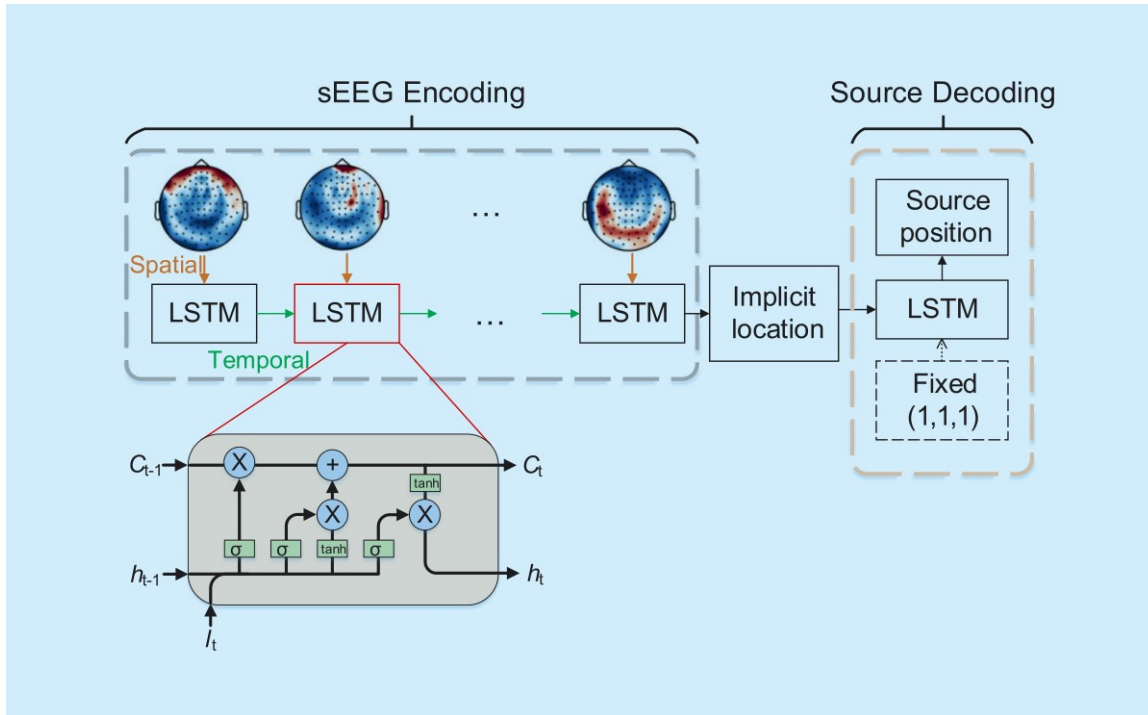 sEEG Encoding
Source Decoding
...
Spatial
LSTM
LSTM
...
LSTM
Temporal
Implicit
location
Source
position
LSTM
Fixed
(1,1,1)
Cₜ₋₁
X
+
Cₜ
tanh
X
X
σ
σ
tanh
σ
hₜ₋₁
hₜ
Iₜ